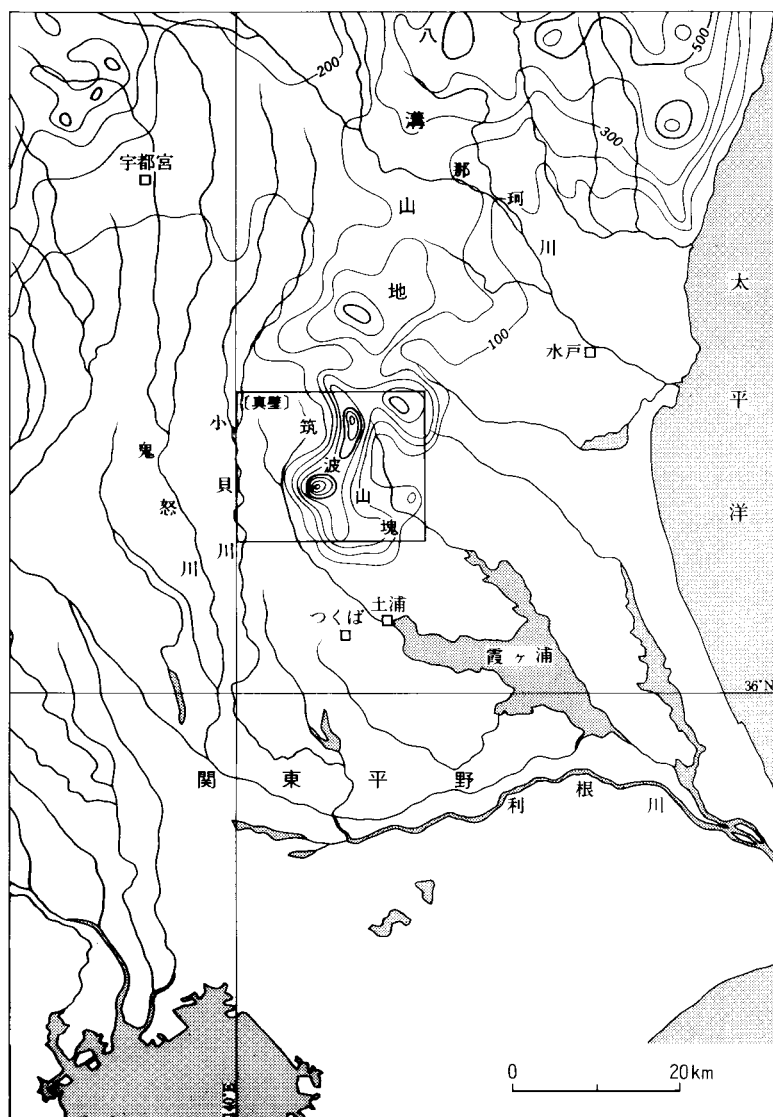 八溝山地
200
500
300
宇都宮
那珂川
100
水戸
太平洋
〔真壁〕
筑波山塊
小貝川
鬼怒川
つくば
土浦
霞ヶ浦
36°N
関東平野
利根川
140°E
0 20km